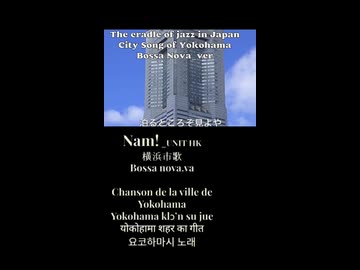 The cradle of jazz in Japan
City Song of Yokohama
Bossa Nova_ver
泊るところぞ見よや
Nam!_UNIT HK
横浜市歌
Bossa nova.va
Chanson de la ville de
Yokohama
Yokohama klɔ'n su jue
योकोहामा शहर का गीत
요코하마시 노래